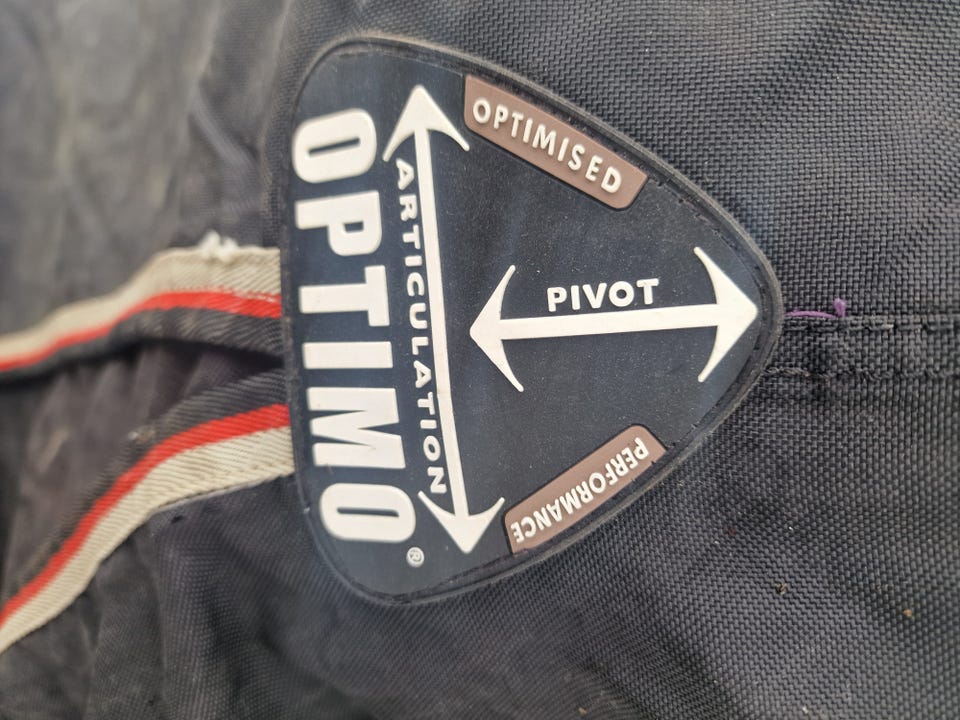 OPTIMISED
PIVOT
ARTICULATION
OPTIMO®
PERFORMANCE